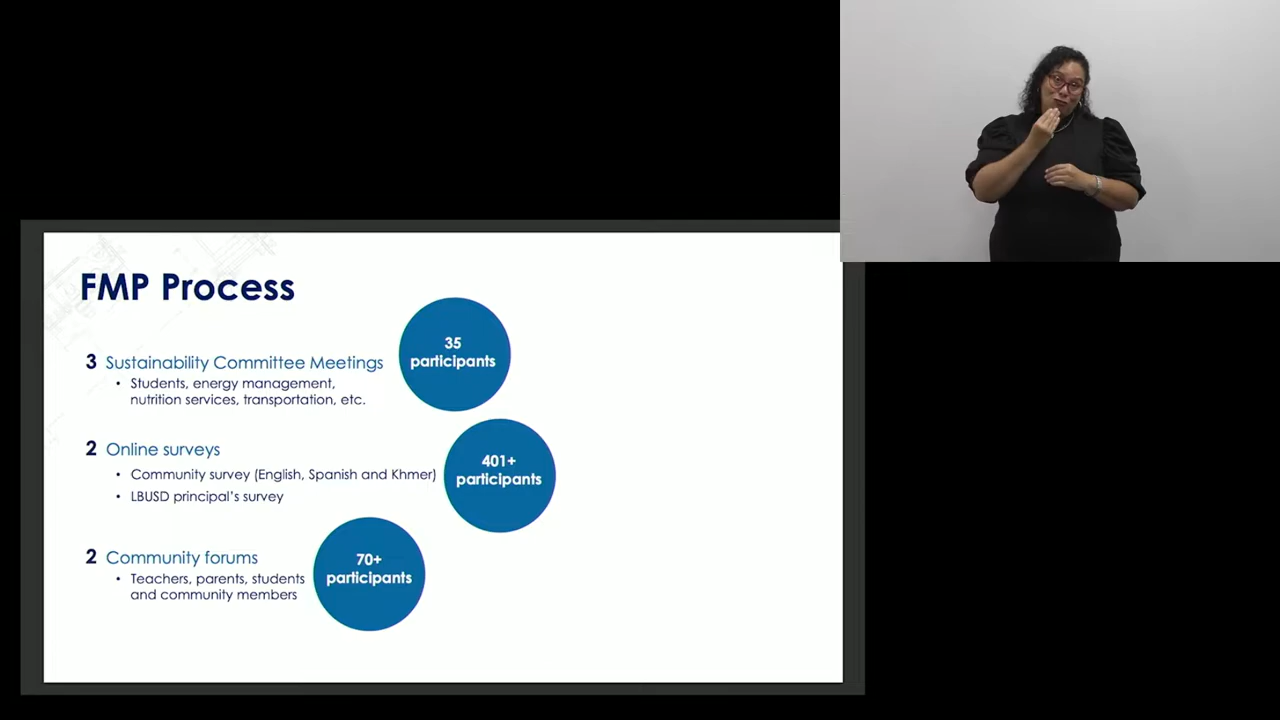 FMP Process
35
participants
3 Sustainability Committee Meetings
• Students, energy management,
nutrition services, transportation, etc.
2 Online surveys
401+
participants
• Community survey (English, Spanish and Khmer)
• LBUSD principal's survey
2 Community forums
70+
participants
• Teachers, parents, students
and community members